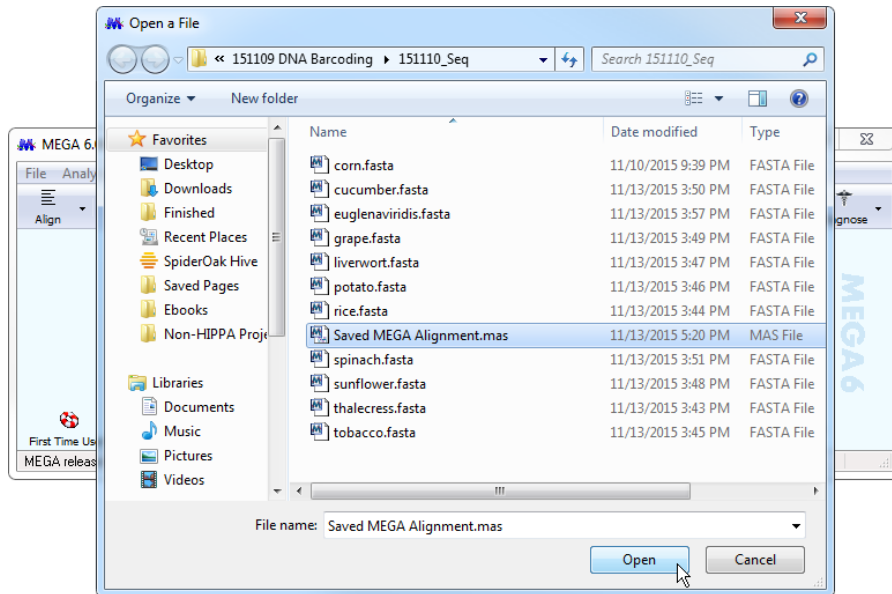 Open a File
« 151109 DNA Barcoding ▸ 151110_Seq
Search 151110_Seq
Organize
New folder
Favorites
Desktop
Downloads
Finished
Recent Places
SpiderOak Hive
Saved Pages
Ebooks
Non-HIPPA Proje
Libraries
Documents
Music
Pictures
Videos
Name Date modified Type
corn.fasta 11/10/2015 9:39 PM FASTA File
cucumber.fasta 11/13/2015 3:50 PM FASTA File
euglenaviridis.fasta 11/13/2015 3:57 PM FASTA File
grape.fasta 11/13/2015 3:49 PM FASTA File
liverwort.fasta 11/13/2015 3:47 PM FASTA File
potato.fasta 11/13/2015 3:46 PM FASTA File
rice.fasta 11/13/2015 3:44 PM FASTA File
Saved MEGA Alignment.mas 11/13/2015 5:20 PM MAS File
spinach.fasta 11/13/2015 3:51 PM FASTA File
sunflower.fasta 11/13/2015 3:48 PM FASTA File
thalecress.fasta 11/13/2015 3:43 PM FASTA File
tobacco.fasta 11/13/2015 3:45 PM FASTA File
File name: Saved MEGA Alignment.mas
Open
Cancel
MEGA 6.
File Analy
Align
gnose
MEGA6
First Time Us
MEGA releas